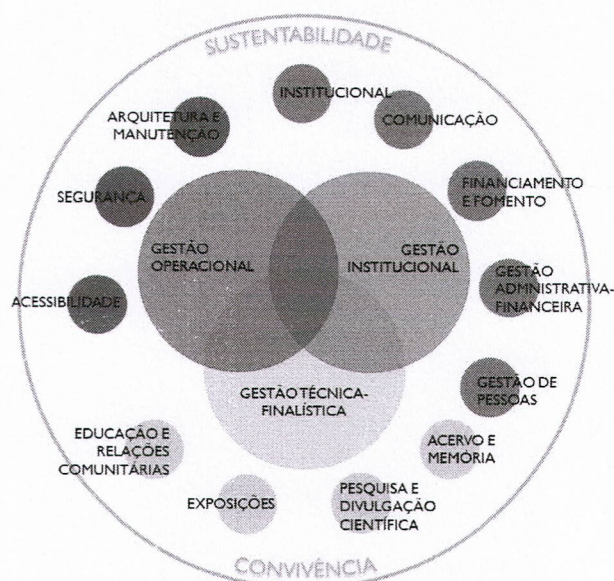 SUSTENTABILIDADE
INSTITUCIONAL
ARQUITETURA E
MANUTENÇÃO
COMUNICAÇÃO
SEGURANÇA
FINANCIAMENTO
E FOMENTO
GESTÃO
OPERACIONAL
GESTÃO
INSTITUCIONAL
ACESSIBILIDADE
GESTÃO
ADMNISTRATIVA-
FINANCEIRA
GESTÃO TÉCNICA-
FINALÍSTICA
GESTÃO DE
PESSOAS
EDUCAÇÃO E
RELAÇÕES
COMUNITÁRIAS
ACERVO E
MEMÓRIA
EXPOSIÇÕES
PESQUISA E
DIVULGAÇÃO
CIENTÍFICA
CONVIVÊNCIA